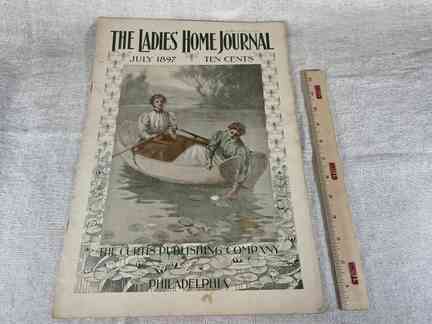 THE LADIES HOME JOURNAL
JULY 1897 TEN CENTS
THE CURTIS PUBLISHING COMPANY
PHILADELPHIA